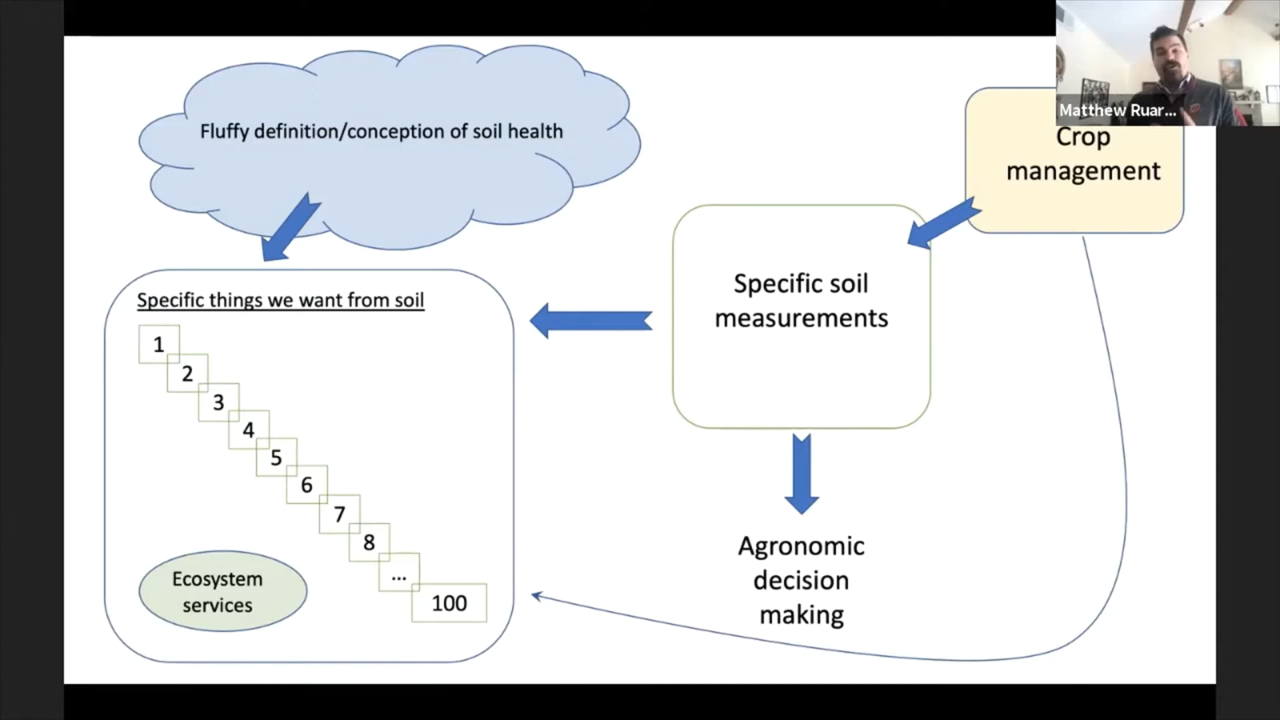 Fluffy definition/conception of soil health
Matthew Ruar...
Crop
management
Specific soil
measurements
Specific things we want from soil
1
2
3
4
5
6
7
8
...
100
Ecosystem
services
Agronomic
decision
making